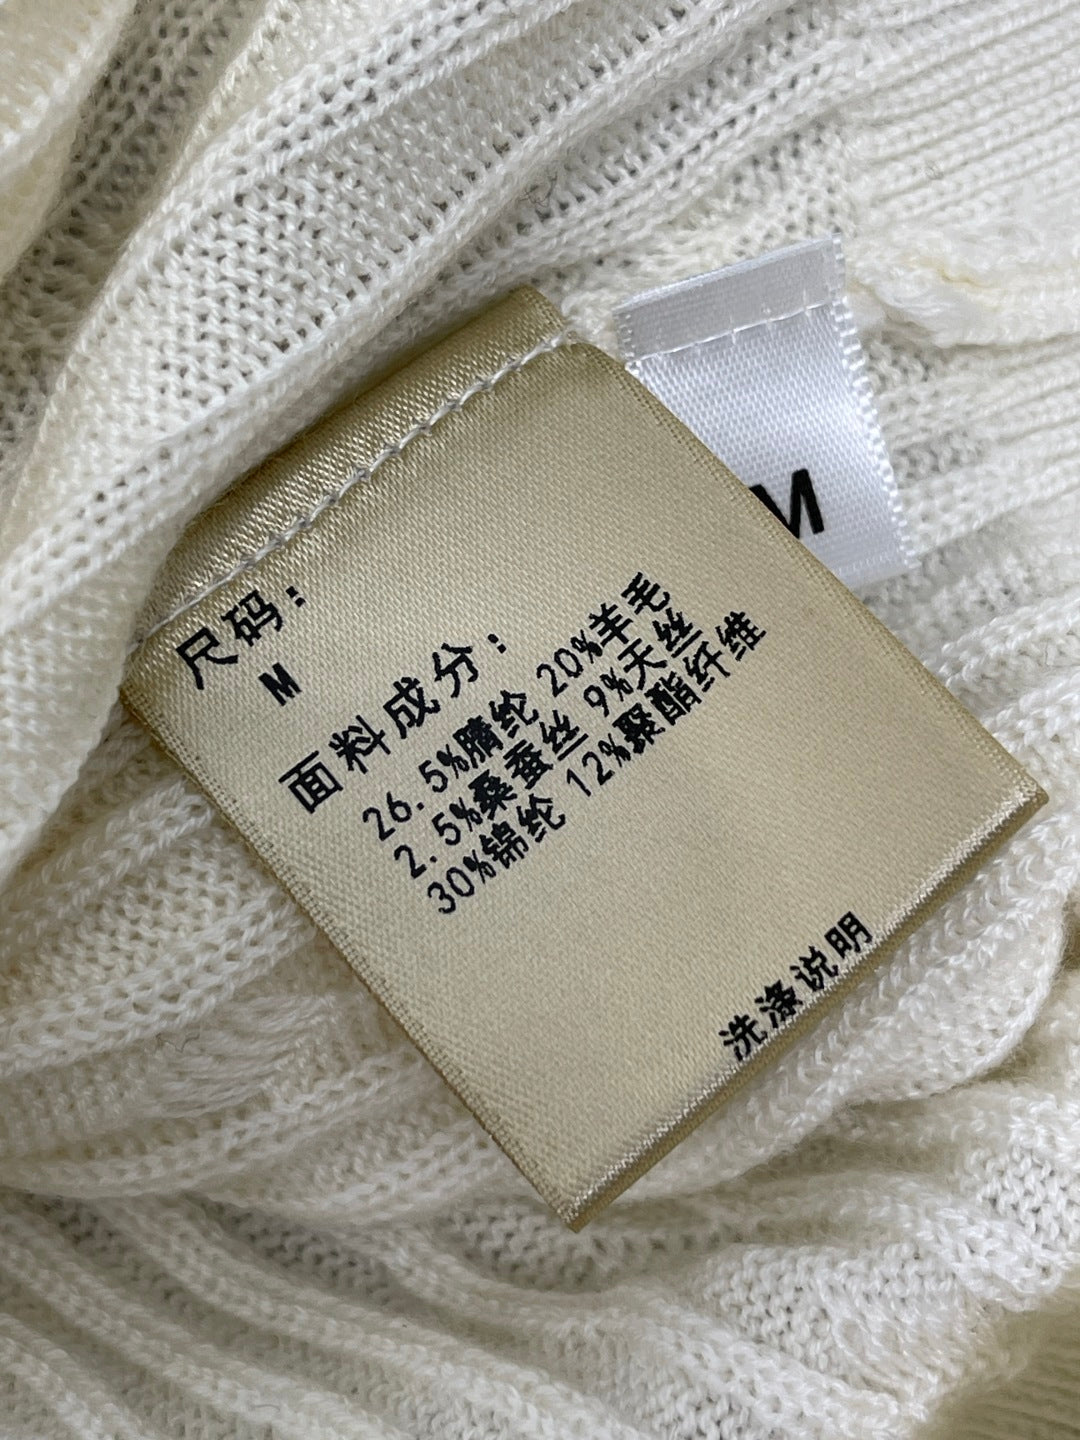 尺码：
M
面料成分：
26.5%腈纶 20%羊毛
2.5%桑蚕丝 9%天丝
30%锦纶 12%聚酯纤维
洗涤说明
M